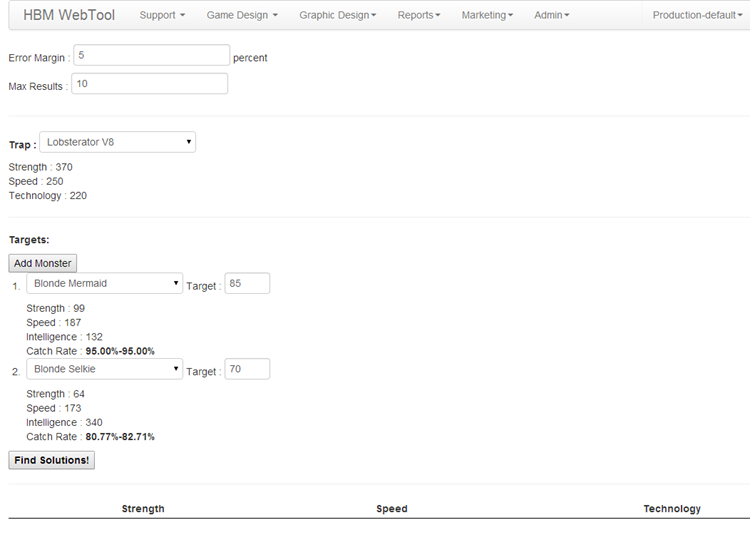 HBM WebTool Support Game Design Graphic Design Reports Marketing Admin Production-default
Error Margin : 5 percent
Max Results : 10
Trap : Lobsterator V8
Strength : 370
Speed : 250
Technology : 220
Targets:
Add Monster
1. Blonde Mermaid Target : 85
Strength : 99
Speed : 187
Intelligence : 132
Catch Rate : 95.00%-95.00%
2. Blonde Selkie Target : 70
Strength : 64
Speed : 173
Intelligence : 340
Catch Rate : 80.77%-82.71%
Find Solutions!
Strength Speed Technology